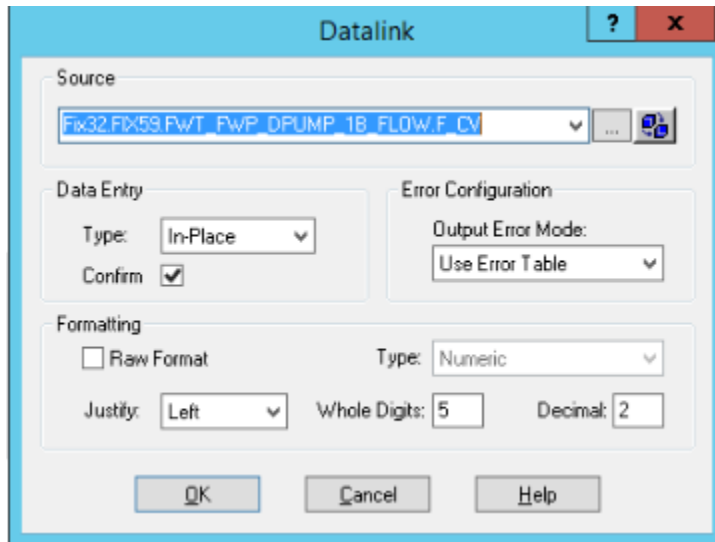 Datalink
? x
Source
Fix32.FIX59.FWT_FWP_DPUMP_1B_FLOW.F_CV
...
Data Entry
Type: In-Place
Confirm
Error Configuration
Output Error Mode:
Use Error Table
Formatting
Raw Format Type: Numeric
Justify: Left Whole Digits: 5 Decimal: 2
OK Cancel Help